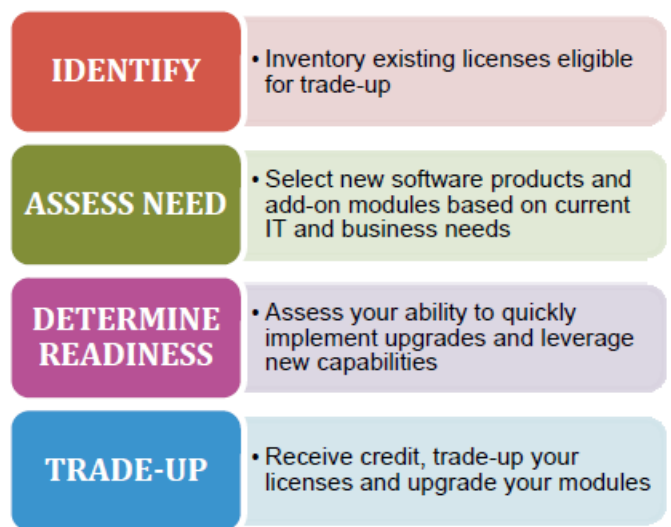 IDENTIFY
• Inventory existing licenses eligible
for trade-up
ASSESS NEED
• Select new software products and
add-on modules based on current
IT and business needs
DETERMINE
READINESS
• Assess your ability to quickly
implement upgrades and leverage
new capabilities
TRADE-UP
• Receive credit, trade-up your
licenses and upgrade your modules